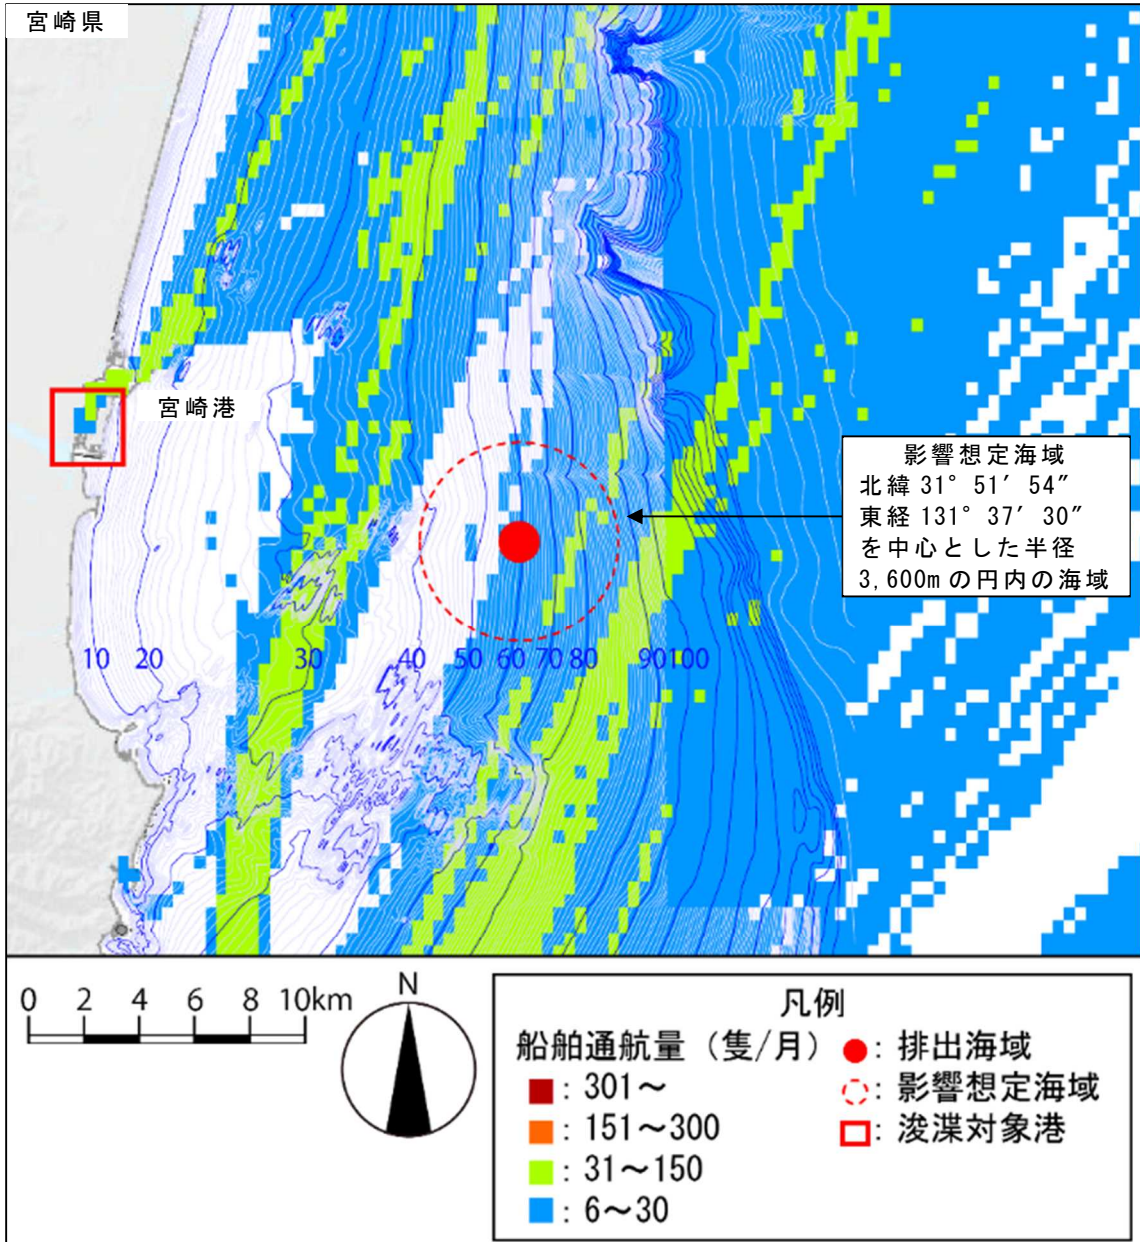 宮崎県
宮崎港
影響想定海域
北緯 31° 51′ 54″
東経 131° 37′ 30″
を中心とした半径
3,600m の円内の海域
10 20 30 40 50 60 70 80 90 100
0 2 4 6 8 10km
N
凡例
船舶通航量（隻/月）
: 301～
: 151～300
: 31～150
: 6～30
: 排出海域
: 影響想定海域
: 浚渫対象港